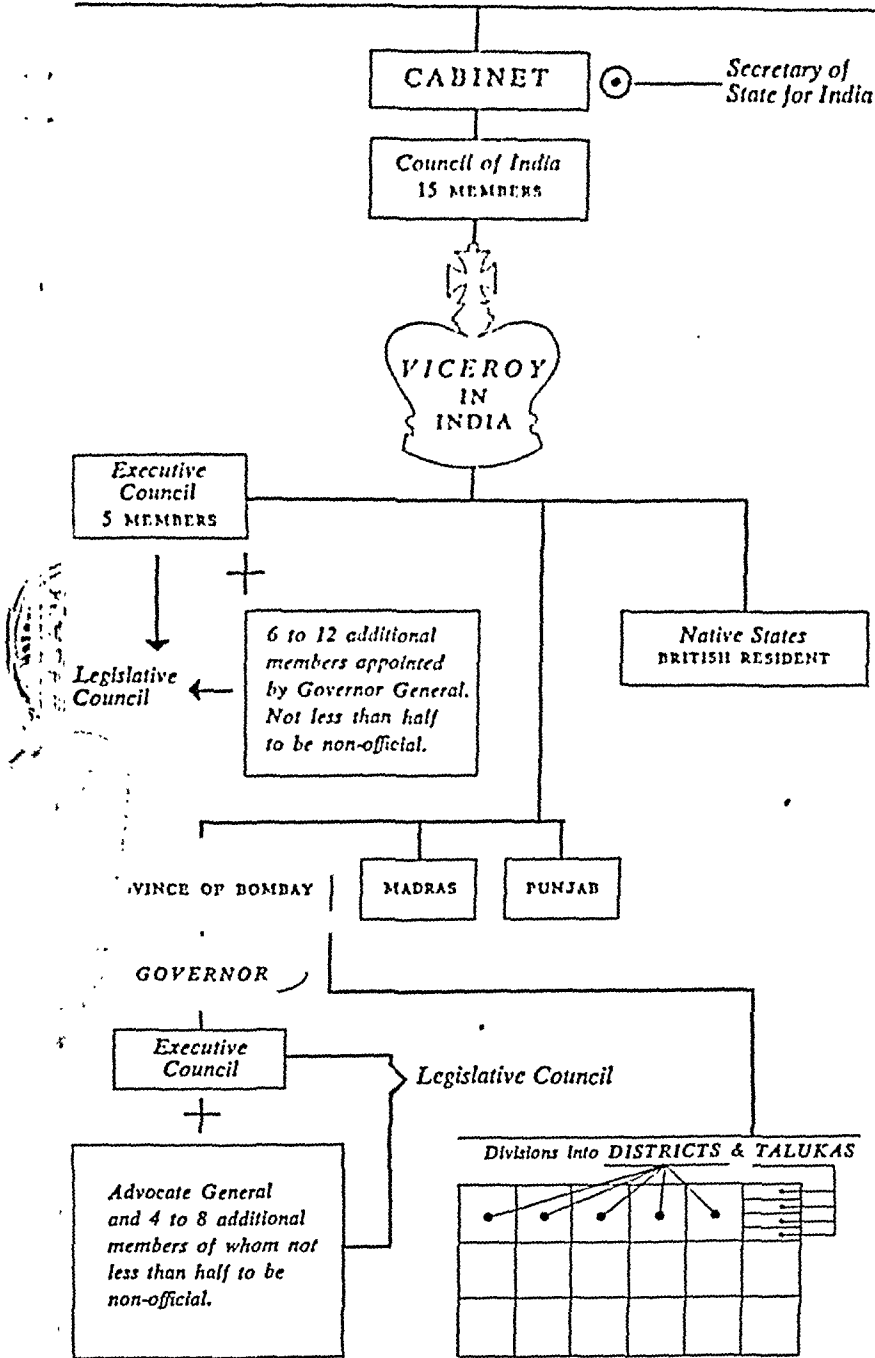 CABINET
Secretary of
State for India
Council of India
15 MEMBERS
VICEROY
IN
INDIA
Executive
Council
5 MEMBERS
6 to 12 additional
members appointed
by Governor General.
Not less than half
to be non-official.
Legislative
Council
Native States
BRITISH RESIDENT
VINCE OF BOMBAY
MADRAS
PUNJAB
GOVERNOR
Executive
Council
Legislative Council
Advocate General
and 4 to 8 additional
members of whom not
less than half to be
non-official.
Divisions into DISTRICTS & TALUKAS